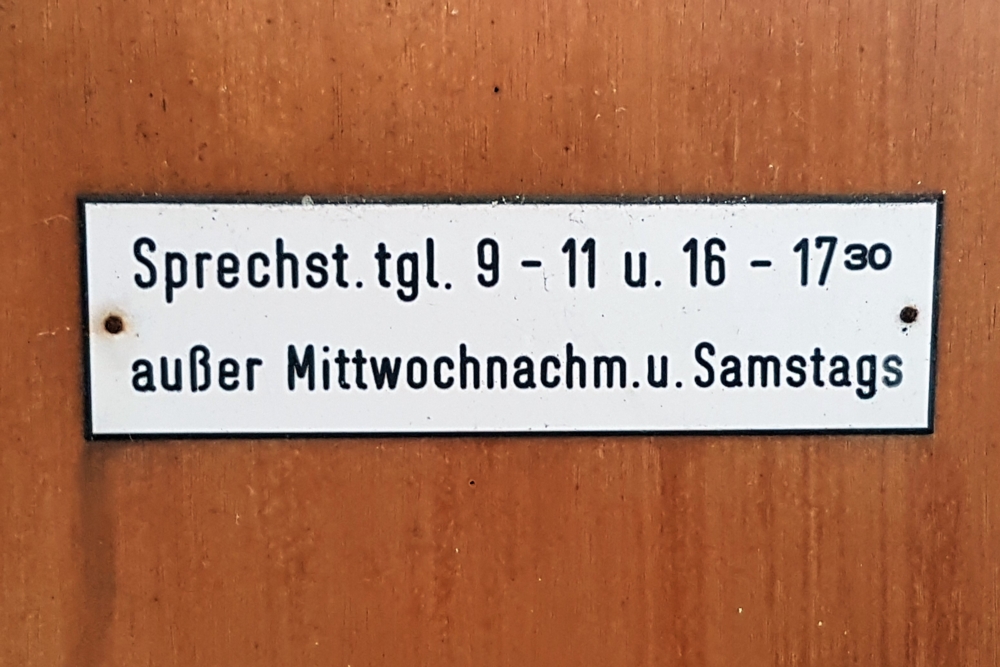 Sprechst. tgl. 9 - 11 u. 16 - 17³⁰
außer Mittwochnachm. u. Samstags